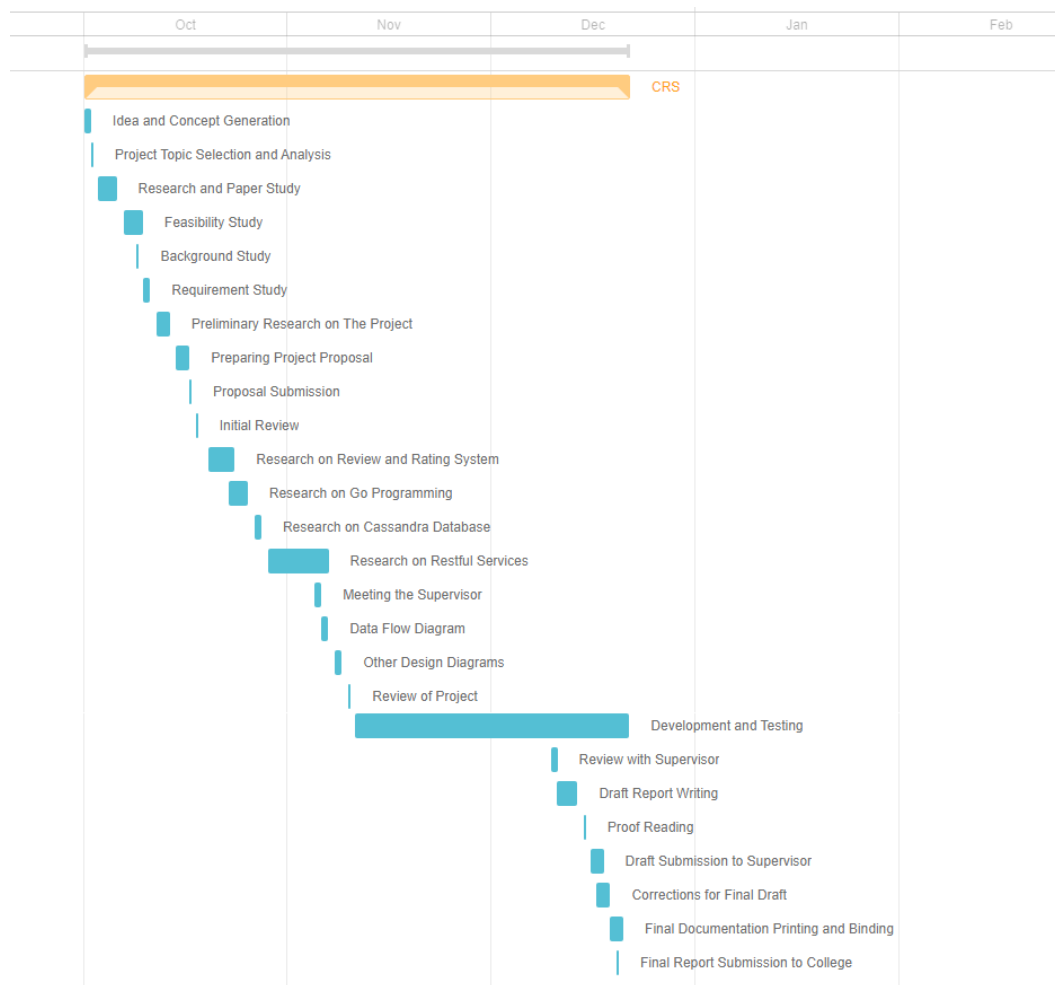 Oct Nov Dec Jan Feb
CRS
Idea and Concept Generation
Project Topic Selection and Analysis
Research and Paper Study
Feasibility Study
Background Study
Requirement Study
Preliminary Research on The Project
Preparing Project Proposal
Proposal Submission
Initial Review
Research on Review and Rating System
Research on Go Programming
Research on Cassandra Database
Research on Restful Services
Meeting the Supervisor
Data Flow Diagram
Other Design Diagrams
Review of Project
Development and Testing
Review with Supervisor
Draft Report Writing
Proof Reading
Draft Submission to Supervisor
Corrections for Final Draft
Final Documentation Printing and Binding
Final Report Submission to College